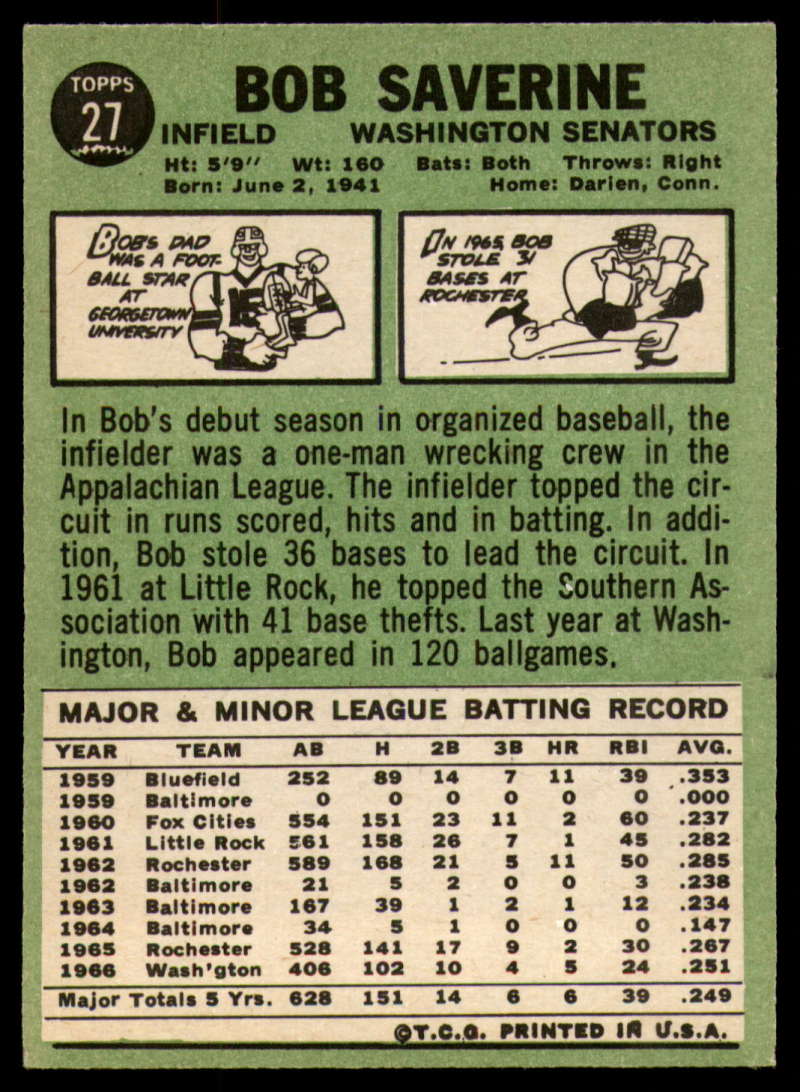 TOPPS
27
BOB SAVERINE
INFIELD WASHINGTON SENATORS
Ht: 5'9" Wt: 160 Bats: Both Throws: Right
Born: June 2, 1941 Home: Darien, Conn.
BOB'S DAD
WAS A FOOT-
BALL STAR
AT
GEORGETOWN
UNIVERSITY
IN 1965, BOB
STOLE 31
BASES AT
ROCHESTER
In Bob's debut season in organized baseball, the
infielder was a one-man wrecking crew in the
Appalachian League. The infielder topped the cir-
cuit in runs scored, hits and in batting. In addi-
tion, Bob stole 36 bases to lead the circuit. In
1961 at Little Rock, he topped the Southern As-
sociation with 41 base thefts. Last year at Wash-
ington, Bob appeared in 120 ballgames.
MAJOR & MINOR LEAGUE BATTING RECORD
YEAR TEAM AB H 2B 3B HR RBI AVG.
1959 Bluefield 252 89 14 7 11 39 .353
1959 Baltimore 0 0 0 0 0 0 .000
1960 Fox Cities 554 151 23 11 2 60 .237
1961 Little Rock 561 158 26 7 1 45 .282
1962 Rochester 589 168 21 5 11 50 .285
1962 Baltimore 21 5 2 0 0 3 .238
1963 Baltimore 167 39 1 2 1 12 .234
1964 Baltimore 34 5 1 0 0 0 .147
1965 Rochester 528 141 17 9 2 30 .267
1966 Wash'gton 406 102 10 4 5 24 .251
Major Totals 5 Yrs. 628 151 14 6 6 39 .249
©T.C.G. PRINTED IN U.S.A.